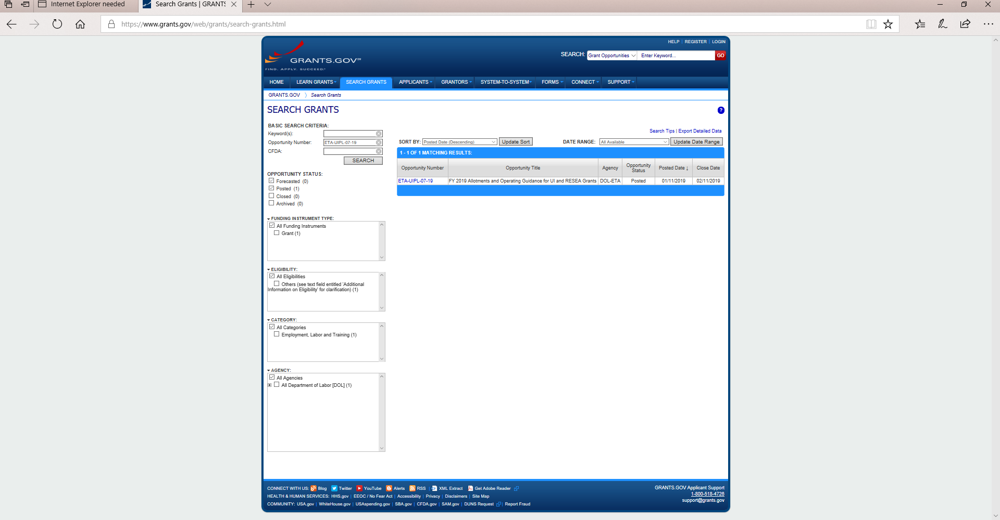 Internet Explorer needed
Search Grants | GRANTS
https://www.grants.gov/web/grants/search-grants.html
HELP | REGISTER | LOGIN
SEARCH: Grant Opportunities Enter Keyword... GO
GRANTS.GOV℠
FIND. APPLY. SUCCEED.℠
HOME LEARN GRANTS SEARCH GRANTS APPLICANTS GRANTORS SYSTEM-TO-SYSTEM FORMS CONNECT SUPPORT
GRANTS.GOV Search Grants
SEARCH GRANTS
?
BASIC SEARCH CRITERIA:
Keyword(s):
Opportunity Number: ETA-UIPL-07-19
CFDA:
SEARCH
OPPORTUNITY STATUS:
Forecasted (0)
Posted (1)
Closed (0)
Archived (0)
FUNDING INSTRUMENT TYPE:
All Funding Instruments
Grant (1)
ELIGIBILITY:
All Eligibilities
Others (see text field entitled 'Additional
Information on Eligibility' for clarification) (1)
CATEGORY:
All Categories
Employment, Labor and Training (1)
AGENCY:
All Agencies
All Department of Labor [DOL] (1)
Search Tips | Export Detailed Data
SORT BY: Posted Date (Descending) Update Sort DATE RANGE: All Available Update Date Range
1 - 1 OF 1 MATCHING RESULTS:
Opportunity Number Opportunity Title Agency Opportunity Status Posted Date ↓ Close Date
ETA-UIPL-07-19 FY 2019 Allotments and Operating Guidance for UI and RESEA Grants DOL-ETA Posted 01/11/2019 02/11/2019
CONNECT WITH US: Blog Twitter YouTube Alerts RSS | XML Extract Get Adobe Reader
HEALTH & HUMAN SERVICES: HHS.gov | EEOC / No Fear Act | Accessibility | Privacy | Disclaimers | Site Map
COMMUNITY: USA.gov | WhiteHouse.gov | USAspending.gov | SBA.gov | CFDA.gov | SAM.gov | DUNS Request | Report Fraud
GRANTS.GOV Applicant Support
1-800-518-4726
support@grants.gov